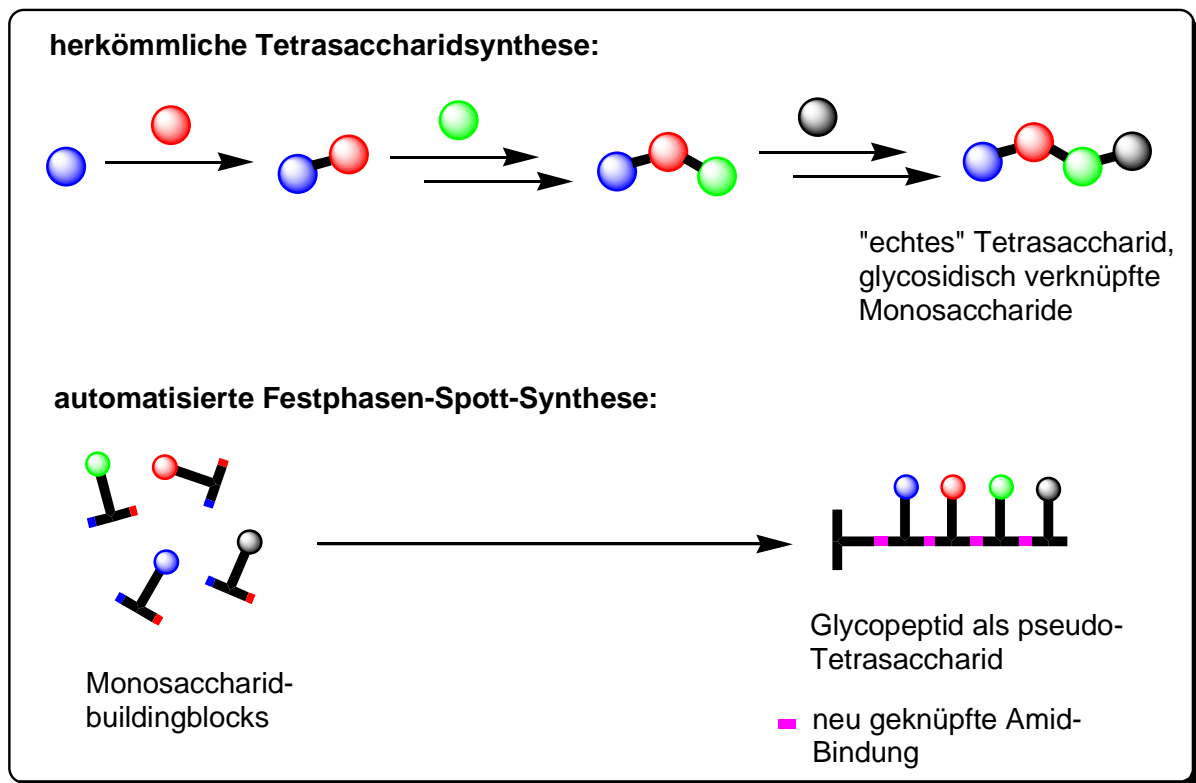 herkömmliche Tetrasaccharidsynthese:
"echtes" Tetrasaccharid,
glycosidisch verknüpfte
Monosaccharide
automatisierte Festphasen-Spott-Synthese:
Monosaccharid-
buildingblocks
Glycopeptid als pseudo-
Tetrasaccharid
neu geknüpfte Amid-
Bindung